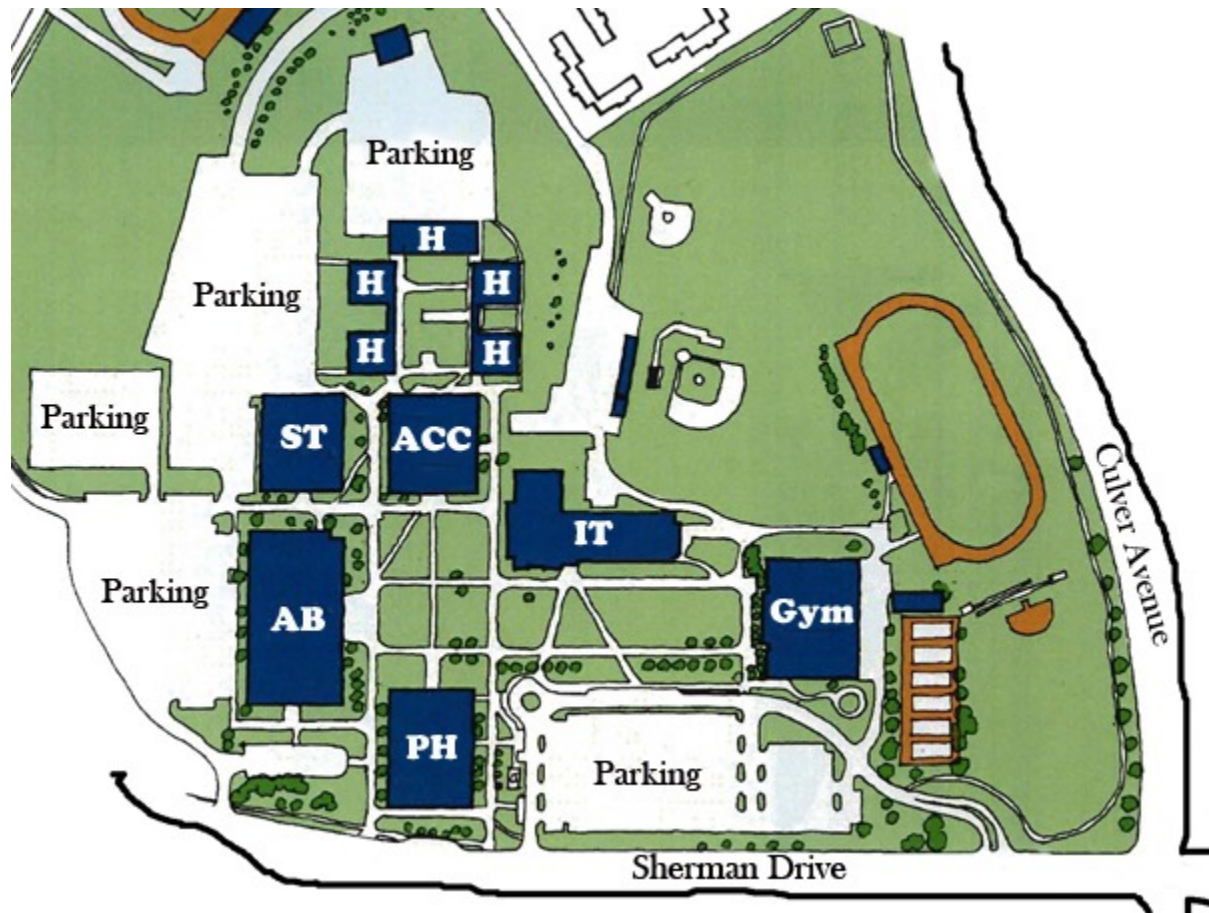 Parking
H
H
H
Parking
H
H
Parking
ST
ACC
Culver Avenue
IT
Parking
AB
Gym
PH
Parking
Sherman Drive